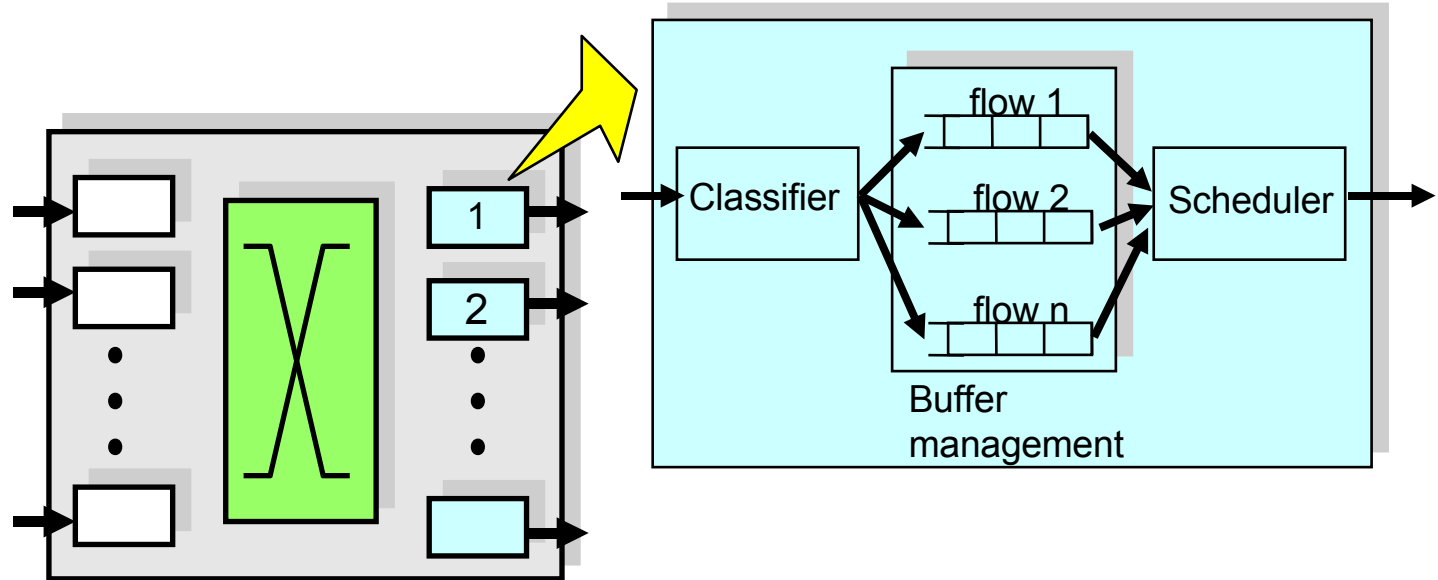 1
2
flow 1
Classifier
flow 2
Scheduler
flow n
Buffer
management